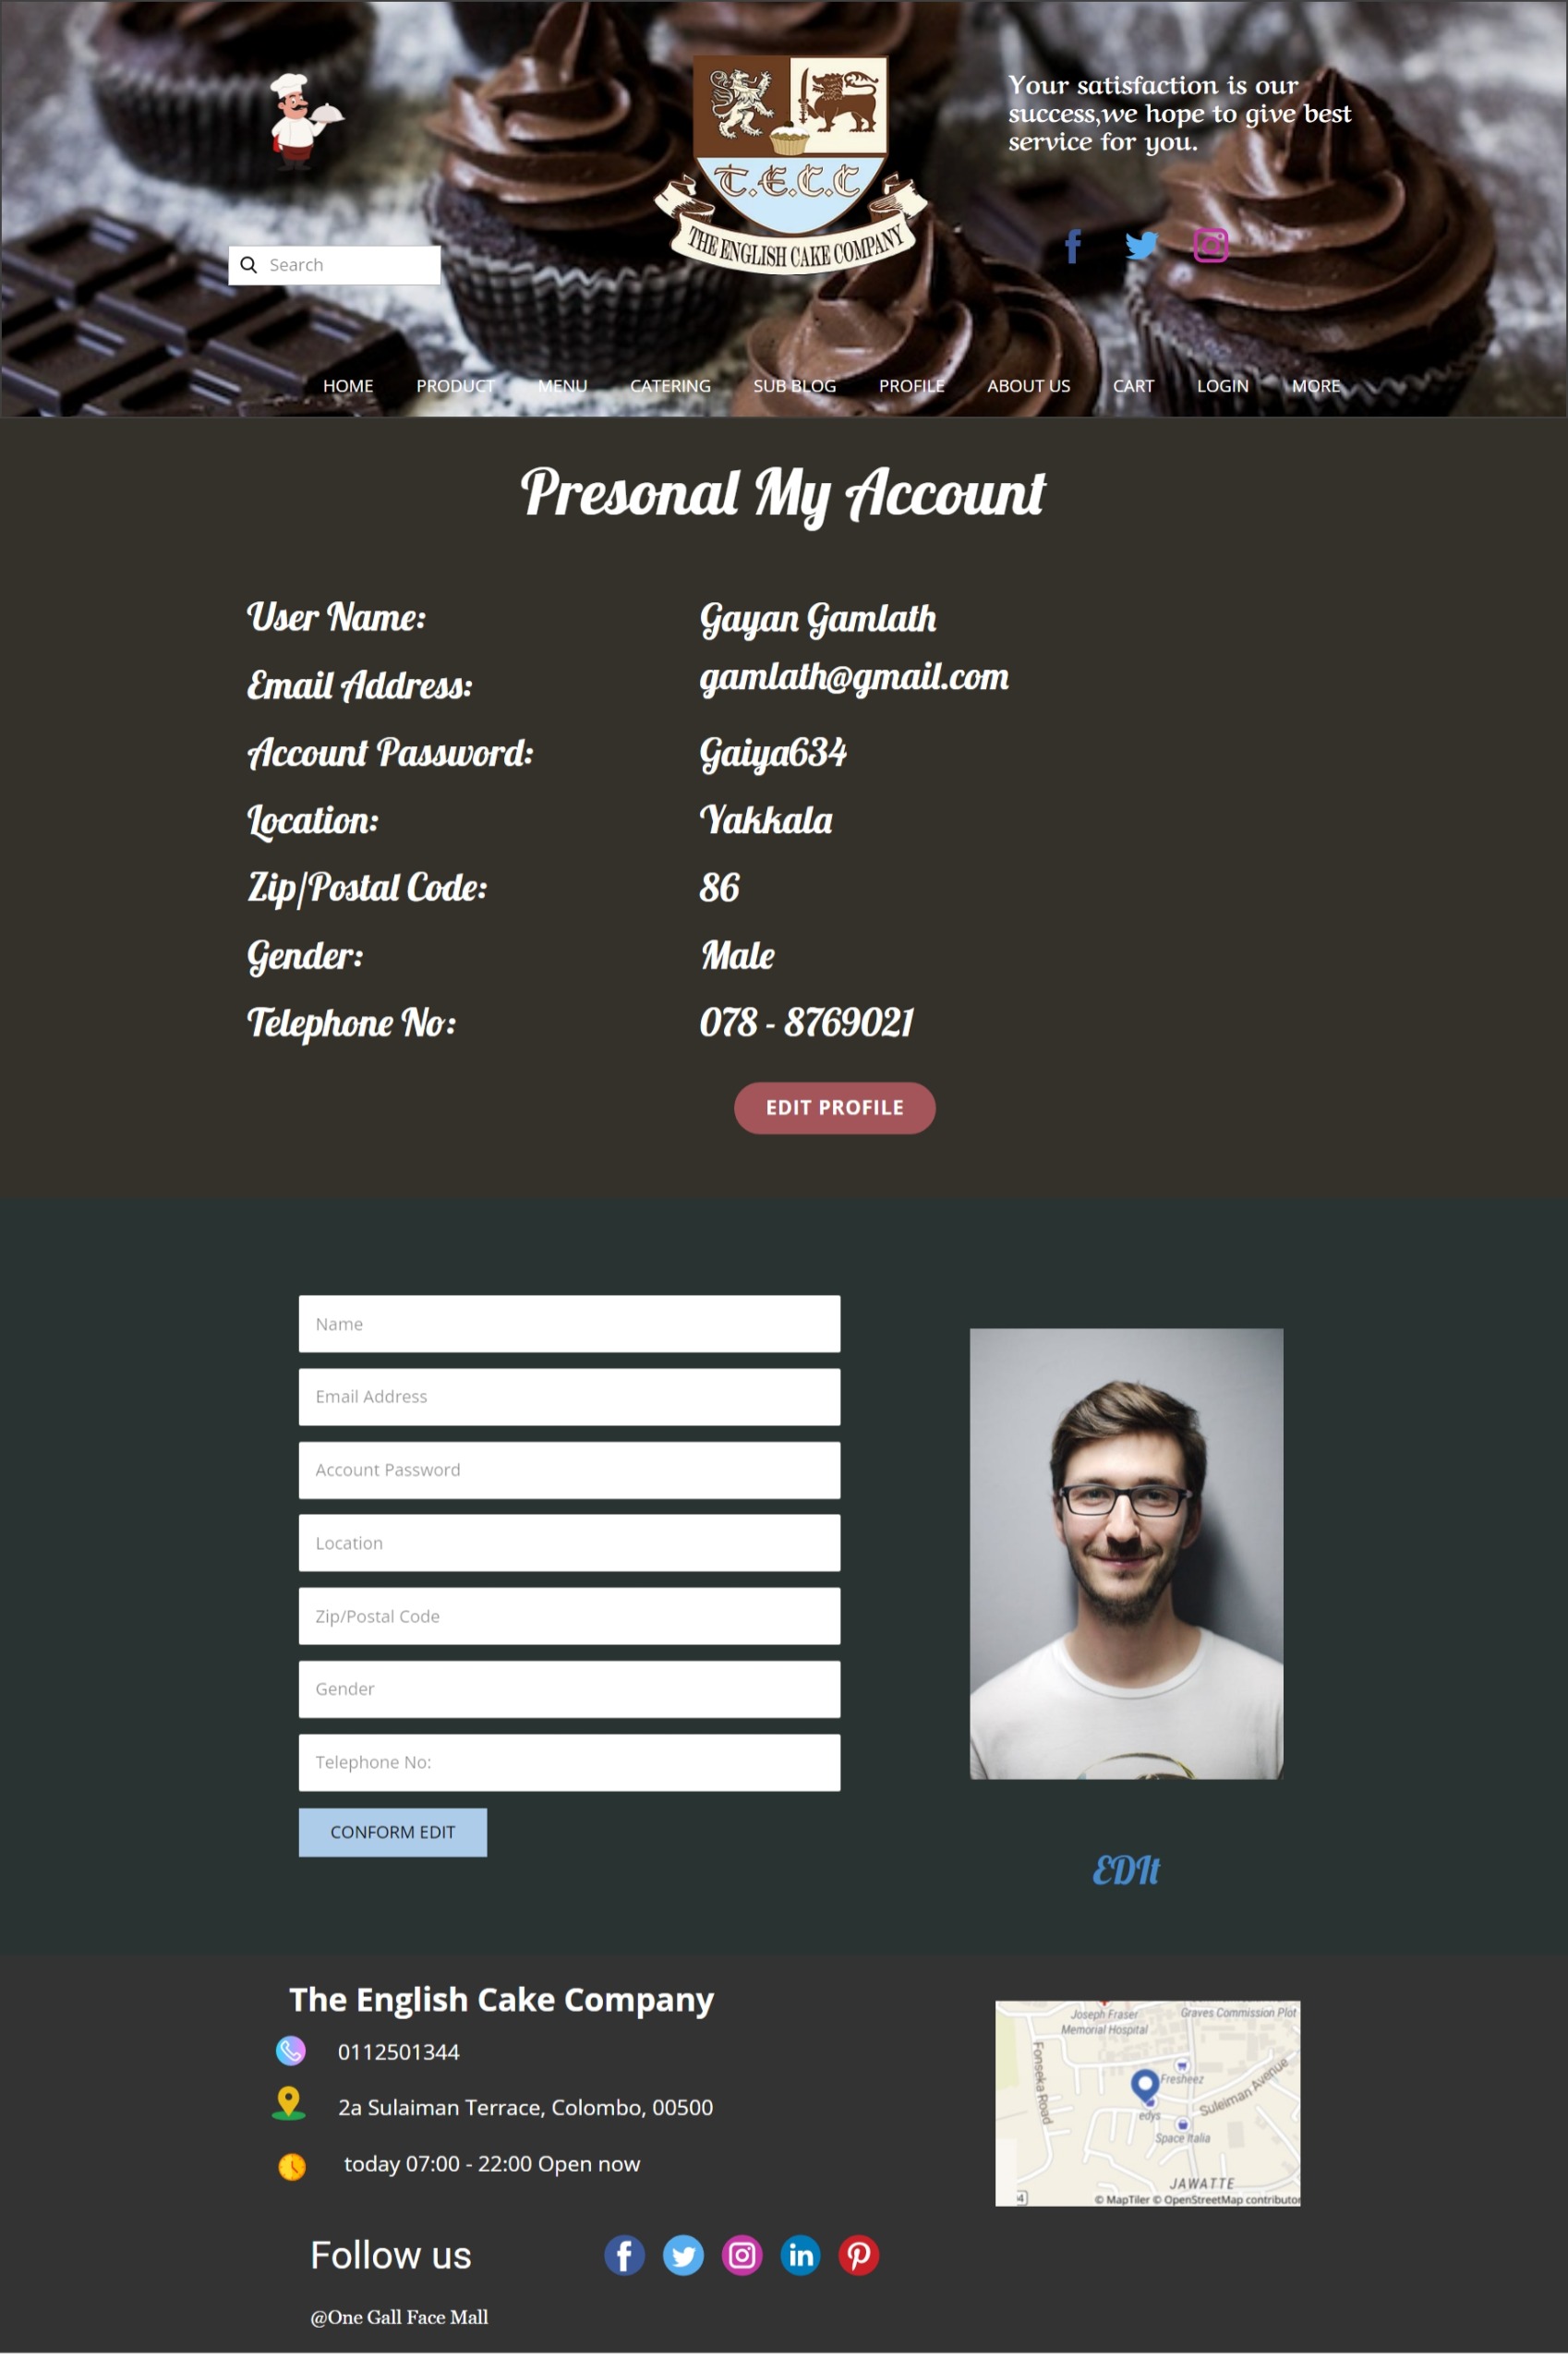 Your satisfaction is our
success,we hope to give best
service for you.
T.E.C.C
THE ENGLISH CAKE COMPANY
Search
HOME PRODUCT MENU CATERING SUB BLOG PROFILE ABOUT US CART LOGIN MORE
Presonal My Account
User Name: Gayan Gamlath
Email Address: gamlath@gmail.com
Account Password: Gaiya634
Location: Yakkala
Zip/Postal Code: 86
Gender: Male
Telephone No: 078 - 8769021
EDIT PROFILE
Name
Email Address
Account Password
Location
Zip/Postal Code
Gender
Telephone No:
CONFORM EDIT
EDIt
The English Cake Company
0112501344
2a Sulaiman Terrace, Colombo, 00500
today 07:00 - 22:00 Open now
Joseph Fraser
Memorial Hospital
Graves Commission Plot
Fonseka Road
Fresheez
Suleiman Avenue
edys
Space Italia
JAWATTE
© MapTiler © OpenStreetMap contributor
Follow us
@One Gall Face Mall